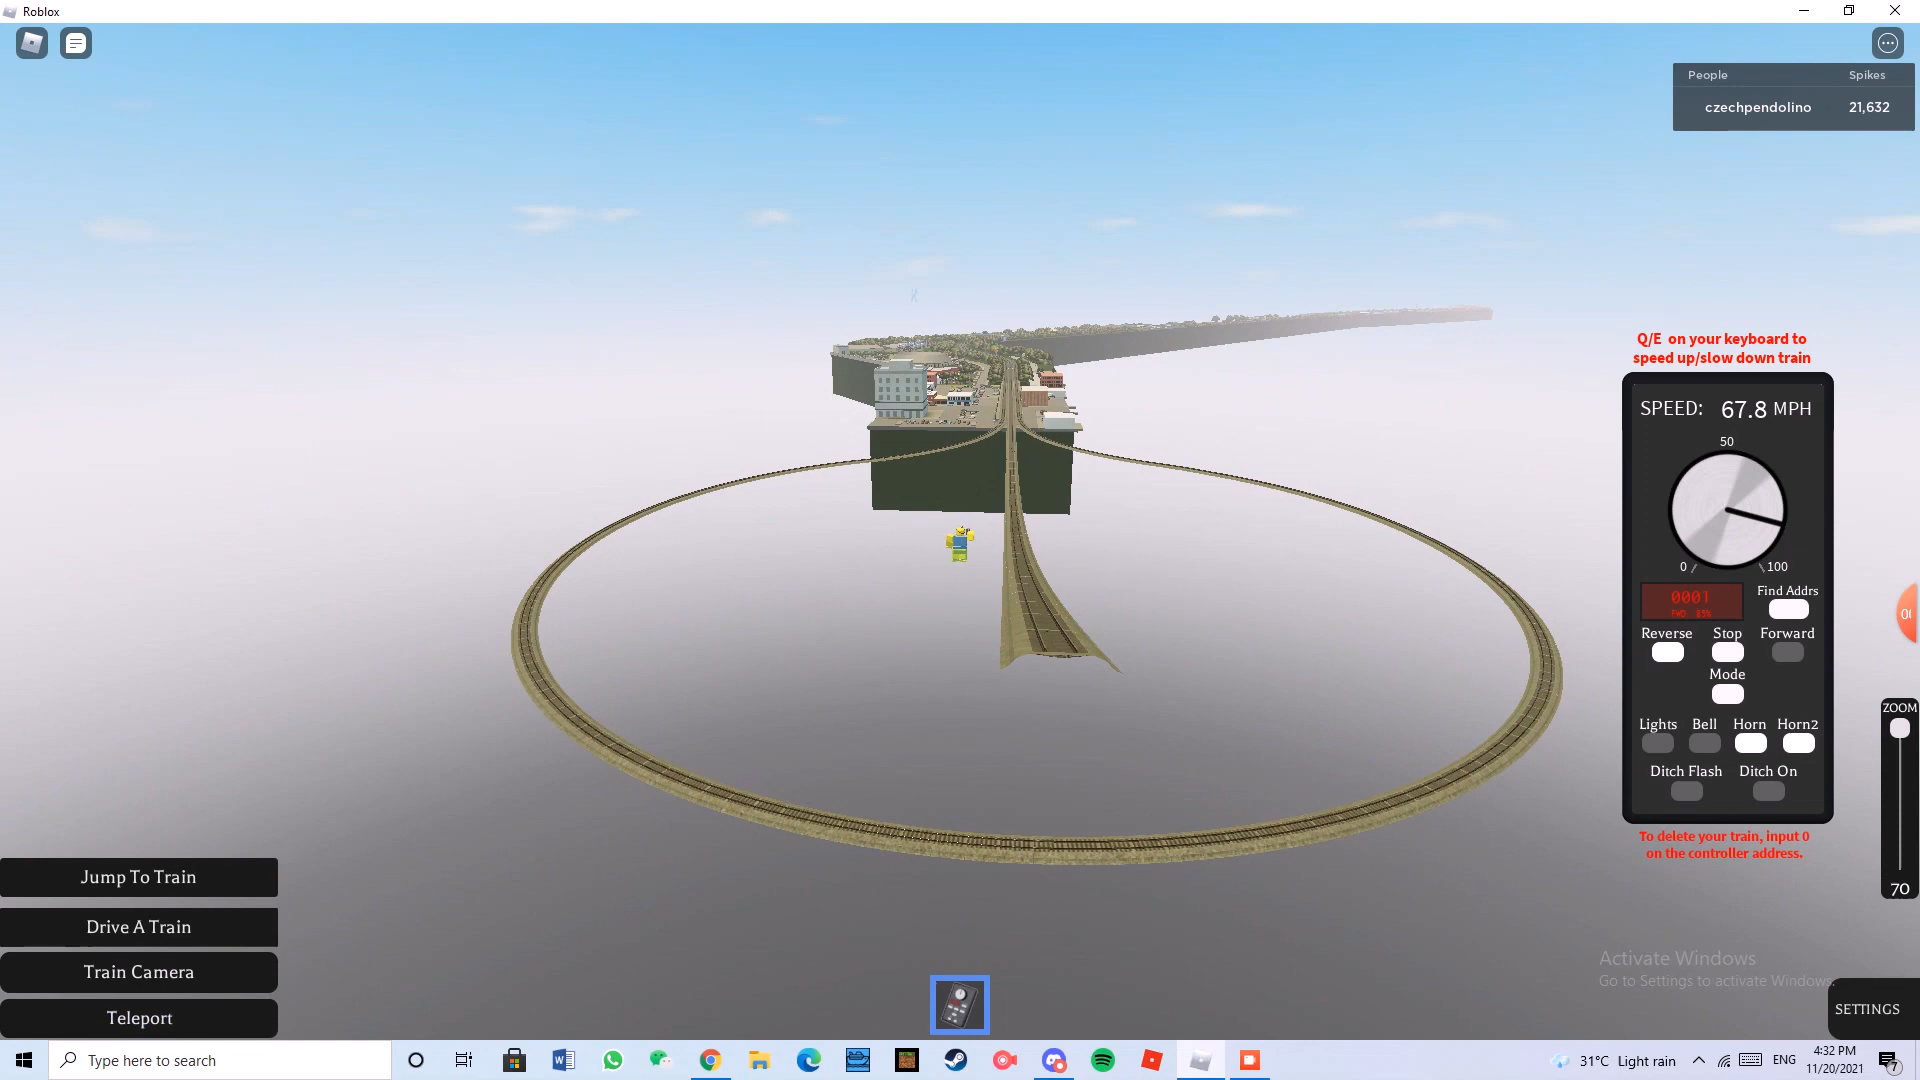 Roblox
People Spikes
czechpendolino 21,632
Q/E on your keyboard to
speed up/slow down train
SPEED: 67.8 MPH
50
0 100
0001
FWD 85%
Find Addrs
Reverse Stop Forward
Mode
Lights Bell Horn Horn2
Ditch Flash Ditch On
To delete your train, input 0
on the controller address.
ZOOM
70
Jump To Train
Drive A Train
Train Camera
Teleport
Activate Windows
Go to Settings to activate Windows.
SETTINGS
Type here to search
31°C Light rain
ENG
4:32 PM
11/20/2021
7